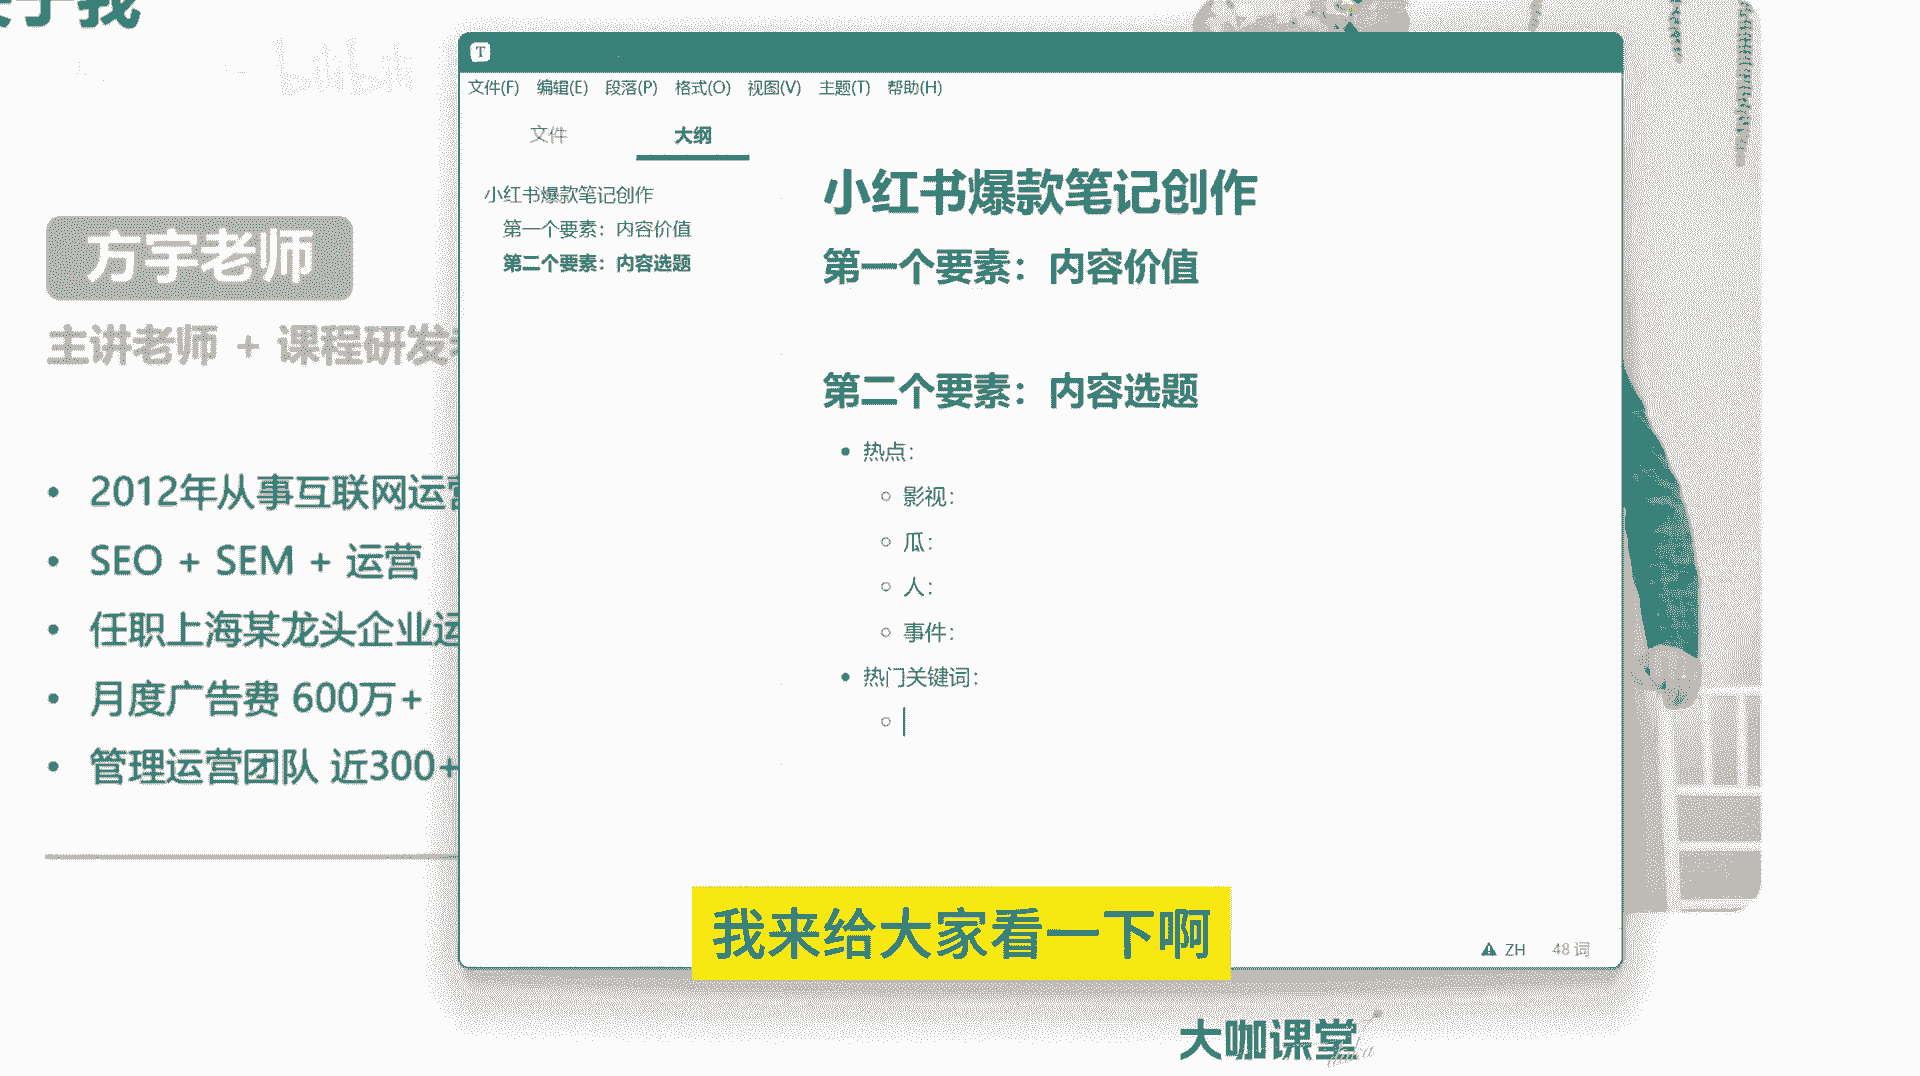 于我
bilibili
T
文件(F) 编辑(E) 段落(P) 格式(O) 视图(V) 主题(T) 帮助(H)
文件 大纲
小红书爆款笔记创作
第一个要素：内容价值
第二个要素：内容选题
小红书爆款笔记创作
第一个要素：内容价值
第二个要素：内容选题
• 热点：
○ 影视：
○ 瓜：
○ 人：
○ 事件：
• 热门关键词：
○
方宇老师
主讲老师 + 课程研发
• 2012年从事互联网运营
• SEO + SEM + 运营
• 任职上海某龙头企业运
• 月度广告费 600万+
• 管理运营团队 近300+
我来给大家看一下啊
ZH 48 词
大咖课堂